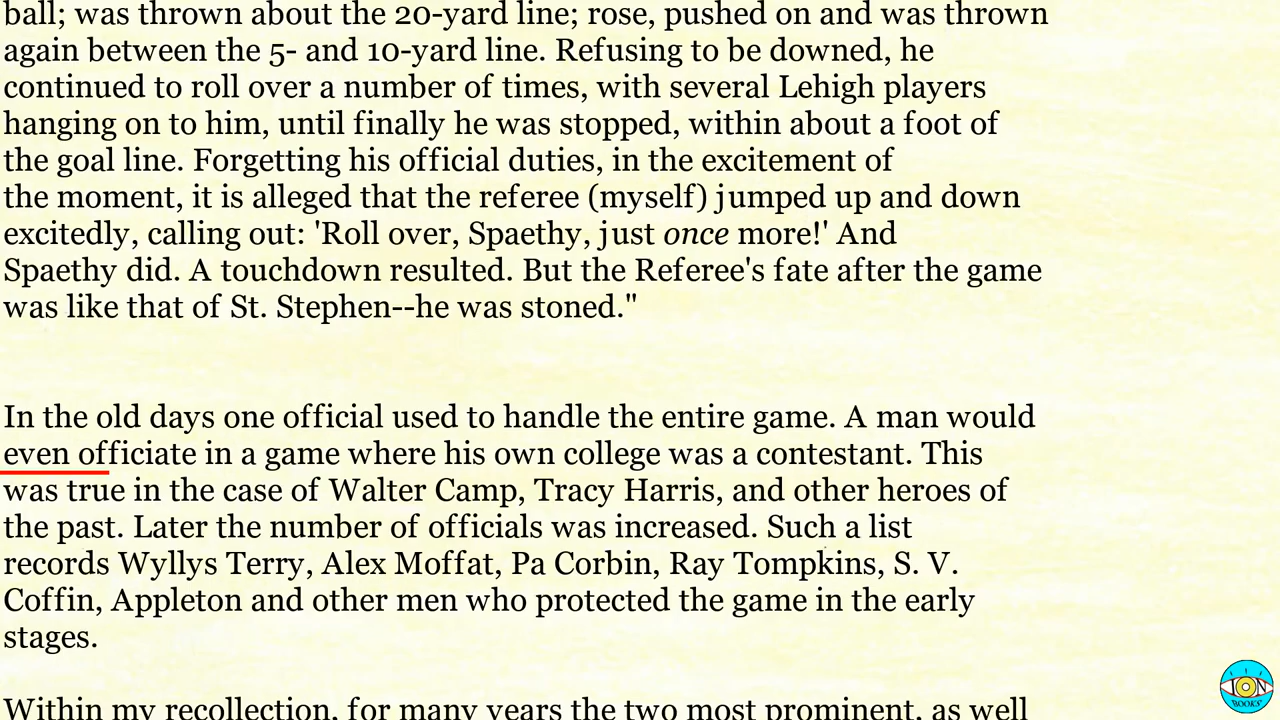 ball; was thrown about the 20-yard line; rose, pushed on and was thrown
again between the 5- and 10-yard line. Refusing to be downed, he
continued to roll over a number of times, with several Lehigh players
hanging on to him, until finally he was stopped, within about a foot of
the goal line. Forgetting his official duties, in the excitement of
the moment, it is alleged that the referee (myself) jumped up and down
excitedly, calling out: 'Roll over, Spaethy, just once more!' And
Spaethy did. A touchdown resulted. But the Referee's fate after the game
was like that of St. Stephen--he was stoned."
In the old days one official used to handle the entire game. A man would
even officiate in a game where his own college was a contestant. This
was true in the case of Walter Camp, Tracy Harris, and other heroes of
the past. Later the number of officials was increased. Such a list
records Wyllys Terry, Alex Moffat, Pa Corbin, Ray Tompkins, S. V.
Coffin, Appleton and other men who protected the game in the early
stages.
Within my recollection, for many years the two most prominent, as well
ION
BOOKS